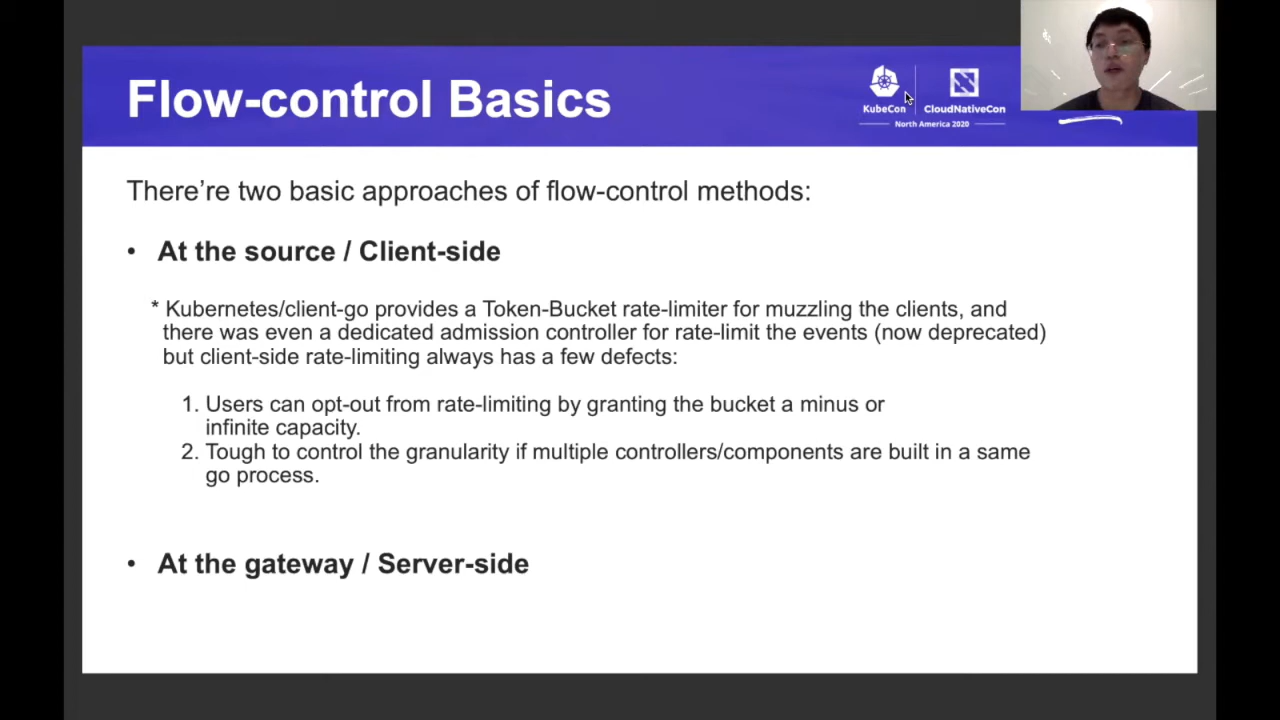 Flow-control Basics
KubeCon
CloudNativeCon
North America 2020
There’re two basic approaches of flow-control methods:
• At the source / Client-side
* Kubernetes/client-go provides a Token-Bucket rate-limiter for muzzling the clients, and
there was even a dedicated admission controller for rate-limit the events (now deprecated)
but client-side rate-limiting always has a few defects:
1. Users can opt-out from rate-limiting by granting the bucket a minus or
infinite capacity.
2. Tough to control the granularity if multiple controllers/components are built in a same
go process.
• At the gateway / Server-side